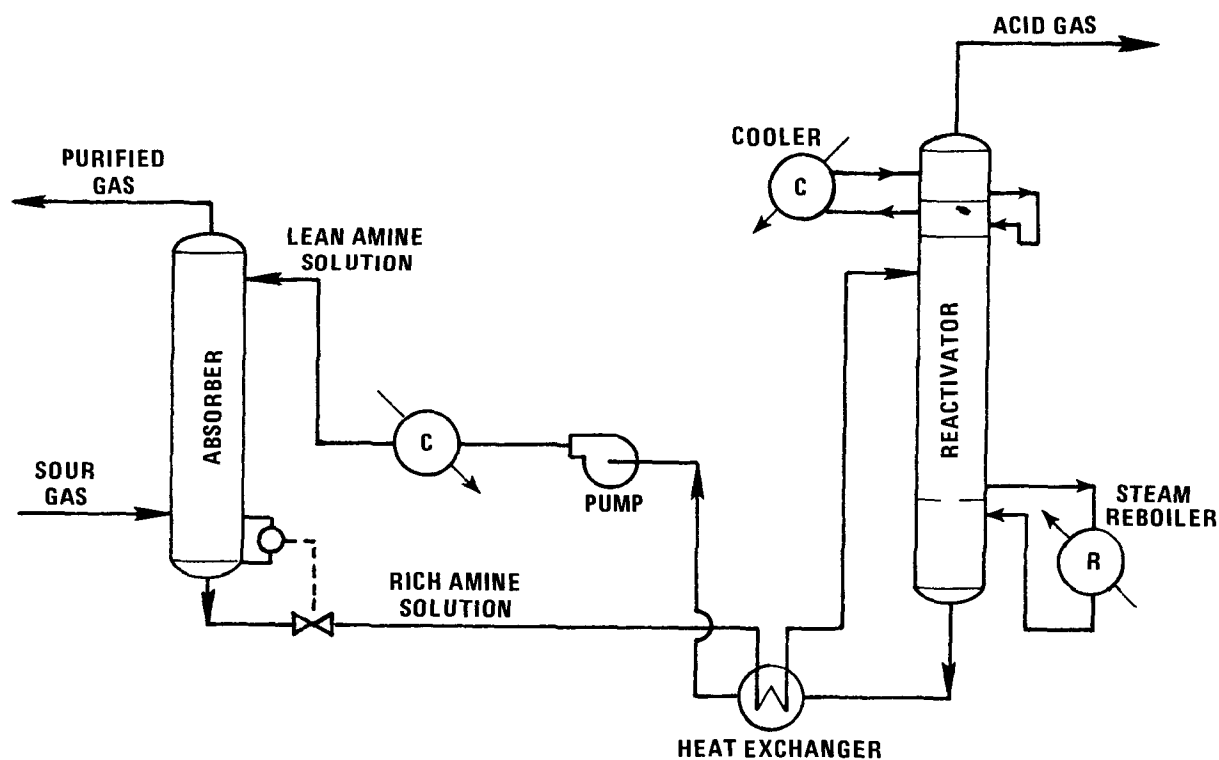 ACID GAS
COOLER
C
PURIFIED
GAS
LEAN AMINE
SOLUTION
ABSORBER
REACTIVATOR
C
SOUR
GAS
PUMP
STEAM
REBOILER
R
RICH AMINE
SOLUTION
HEAT EXCHANGER